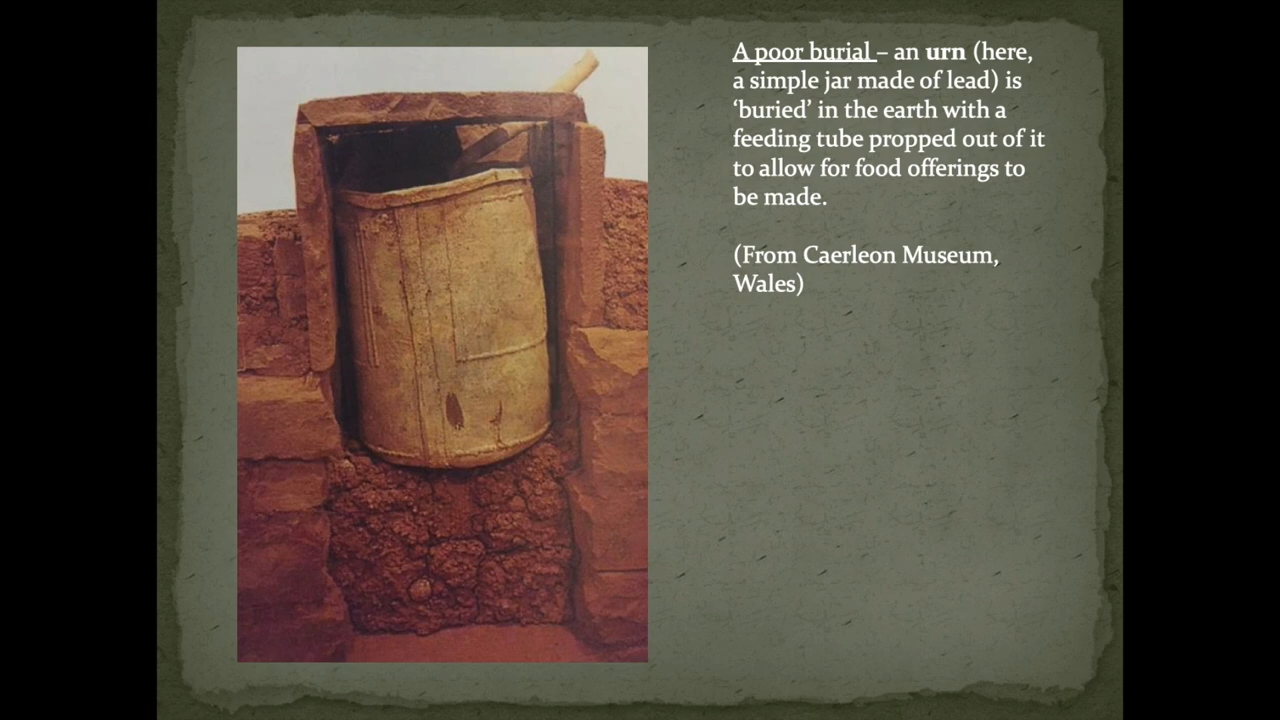 A poor burial – an urn (here,
a simple jar made of lead) is
‘buried’ in the earth with a
feeding tube propped out of it
to allow for food offerings to
be made.
(From Caerleon Museum,
Wales)